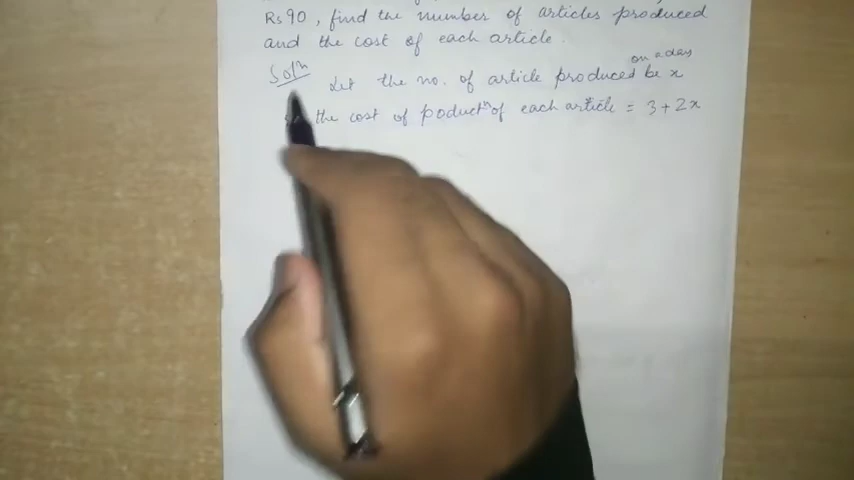 Rs 90, find the number of articles produced
and the cost of each article.
Solⁿ Let the no. of article produced on a day be x
the cost of poductⁿ of each article = 3+2x